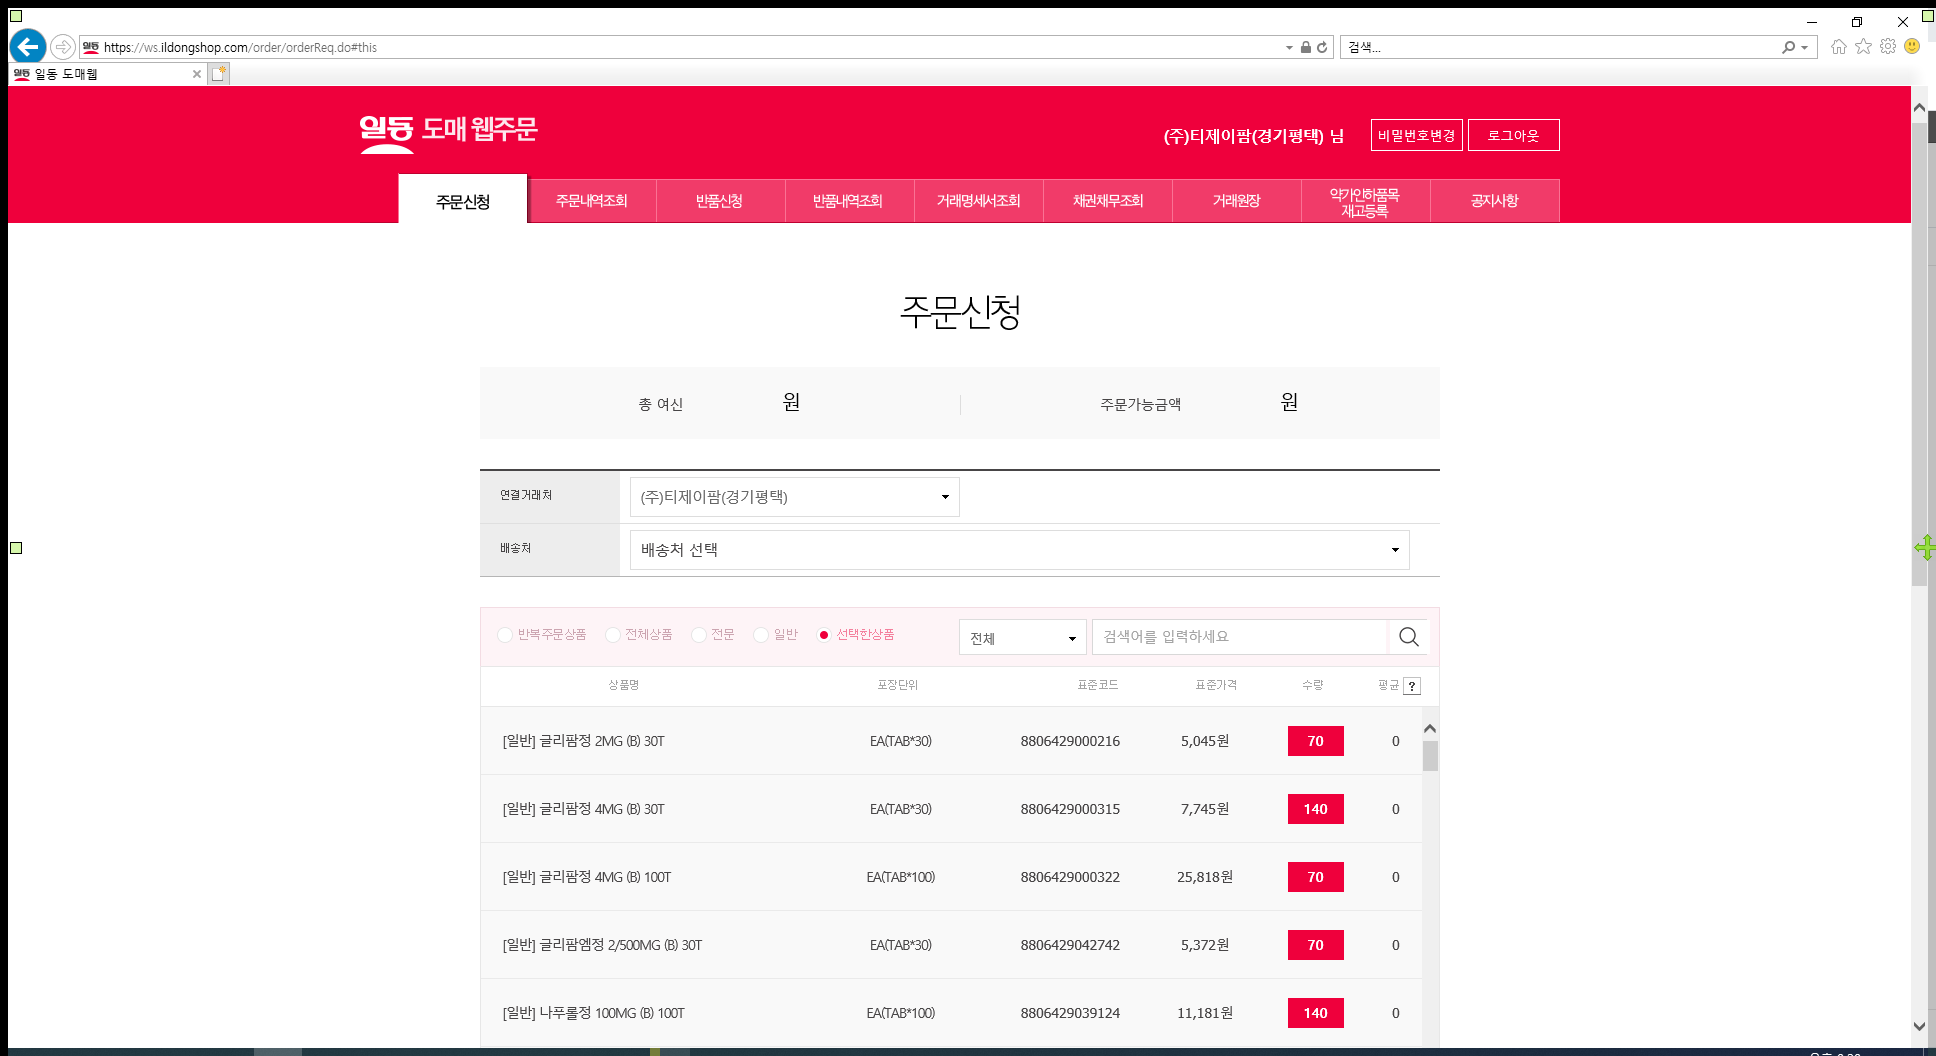 https://ws.ildongshop.com/order/orderReq.do#this
검색...
일동 도매웹
일동 도매 웹주문
(주)티제이팜(경기평택) 님
비밀번호변경
로그아웃
주문신청
주문내역조회
반품신청
반품내역조회
거래명세서조회
채권채무조회
거래원장
약가인하품목
재고등록
공지사항
주문신청
총 여신 원
주문가능금액 원
연결거래처 (주)티제이팜(경기평택)
배송처 배송처 선택
반복주문상품 전체상품 전문 일반 선택한상품 전체 검색어를 입력하세요
상품명 포장단위 표준코드 표준가격 수량 평균 ?
[일반] 글리팜정 2MG (B) 30T EA(TAB*30) 8806429000216 5,045원 70 0
[일반] 글리팜정 4MG (B) 30T EA(TAB*30) 8806429000315 7,745원 140 0
[일반] 글리팜정 4MG (B) 100T EA(TAB*100) 8806429000322 25,818원 70 0
[일반] 글리팜엠정 2/500MG (B) 30T EA(TAB*30) 8806429042742 5,372원 70 0
[일반] 나푸롤정 100MG (B) 100T EA(TAB*100) 8806429039124 11,181원 140 0